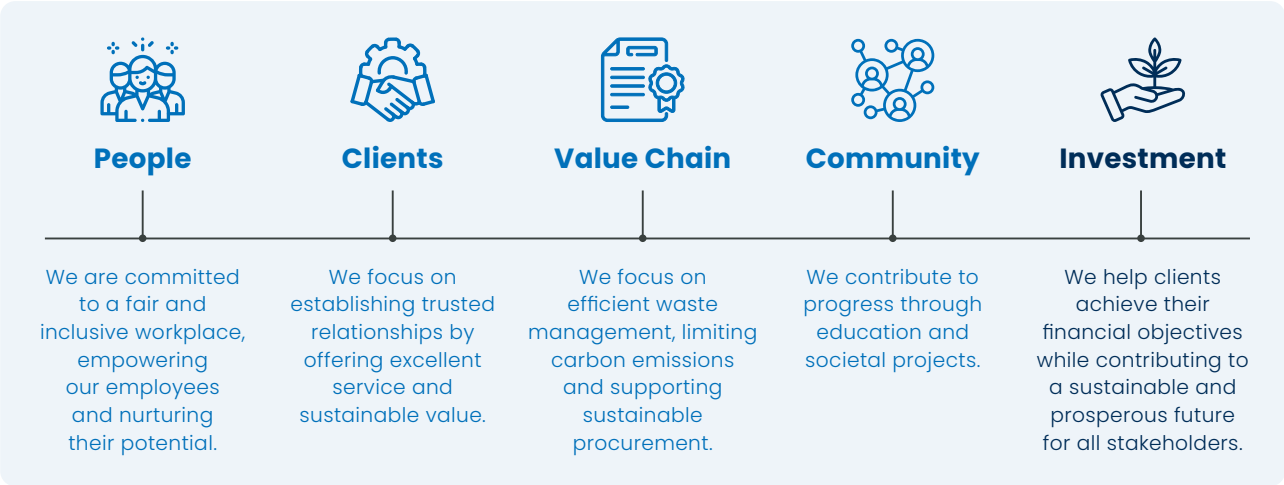 People
We are committed
to a fair and
inclusive workplace,
empowering
our employees
and nurturing
their potential.
Clients
We focus on
establishing trusted
relationships by
offering excellent
service and
sustainable value.
Value Chain
We focus on
efficient waste
management, limiting
carbon emissions
and supporting
sustainable
procurement.
Community
We contribute to
progress through
education and
societal projects.
Investment
We help clients
achieve their
financial objectives
while contributing to
a sustainable and
prosperous future
for all stakeholders.